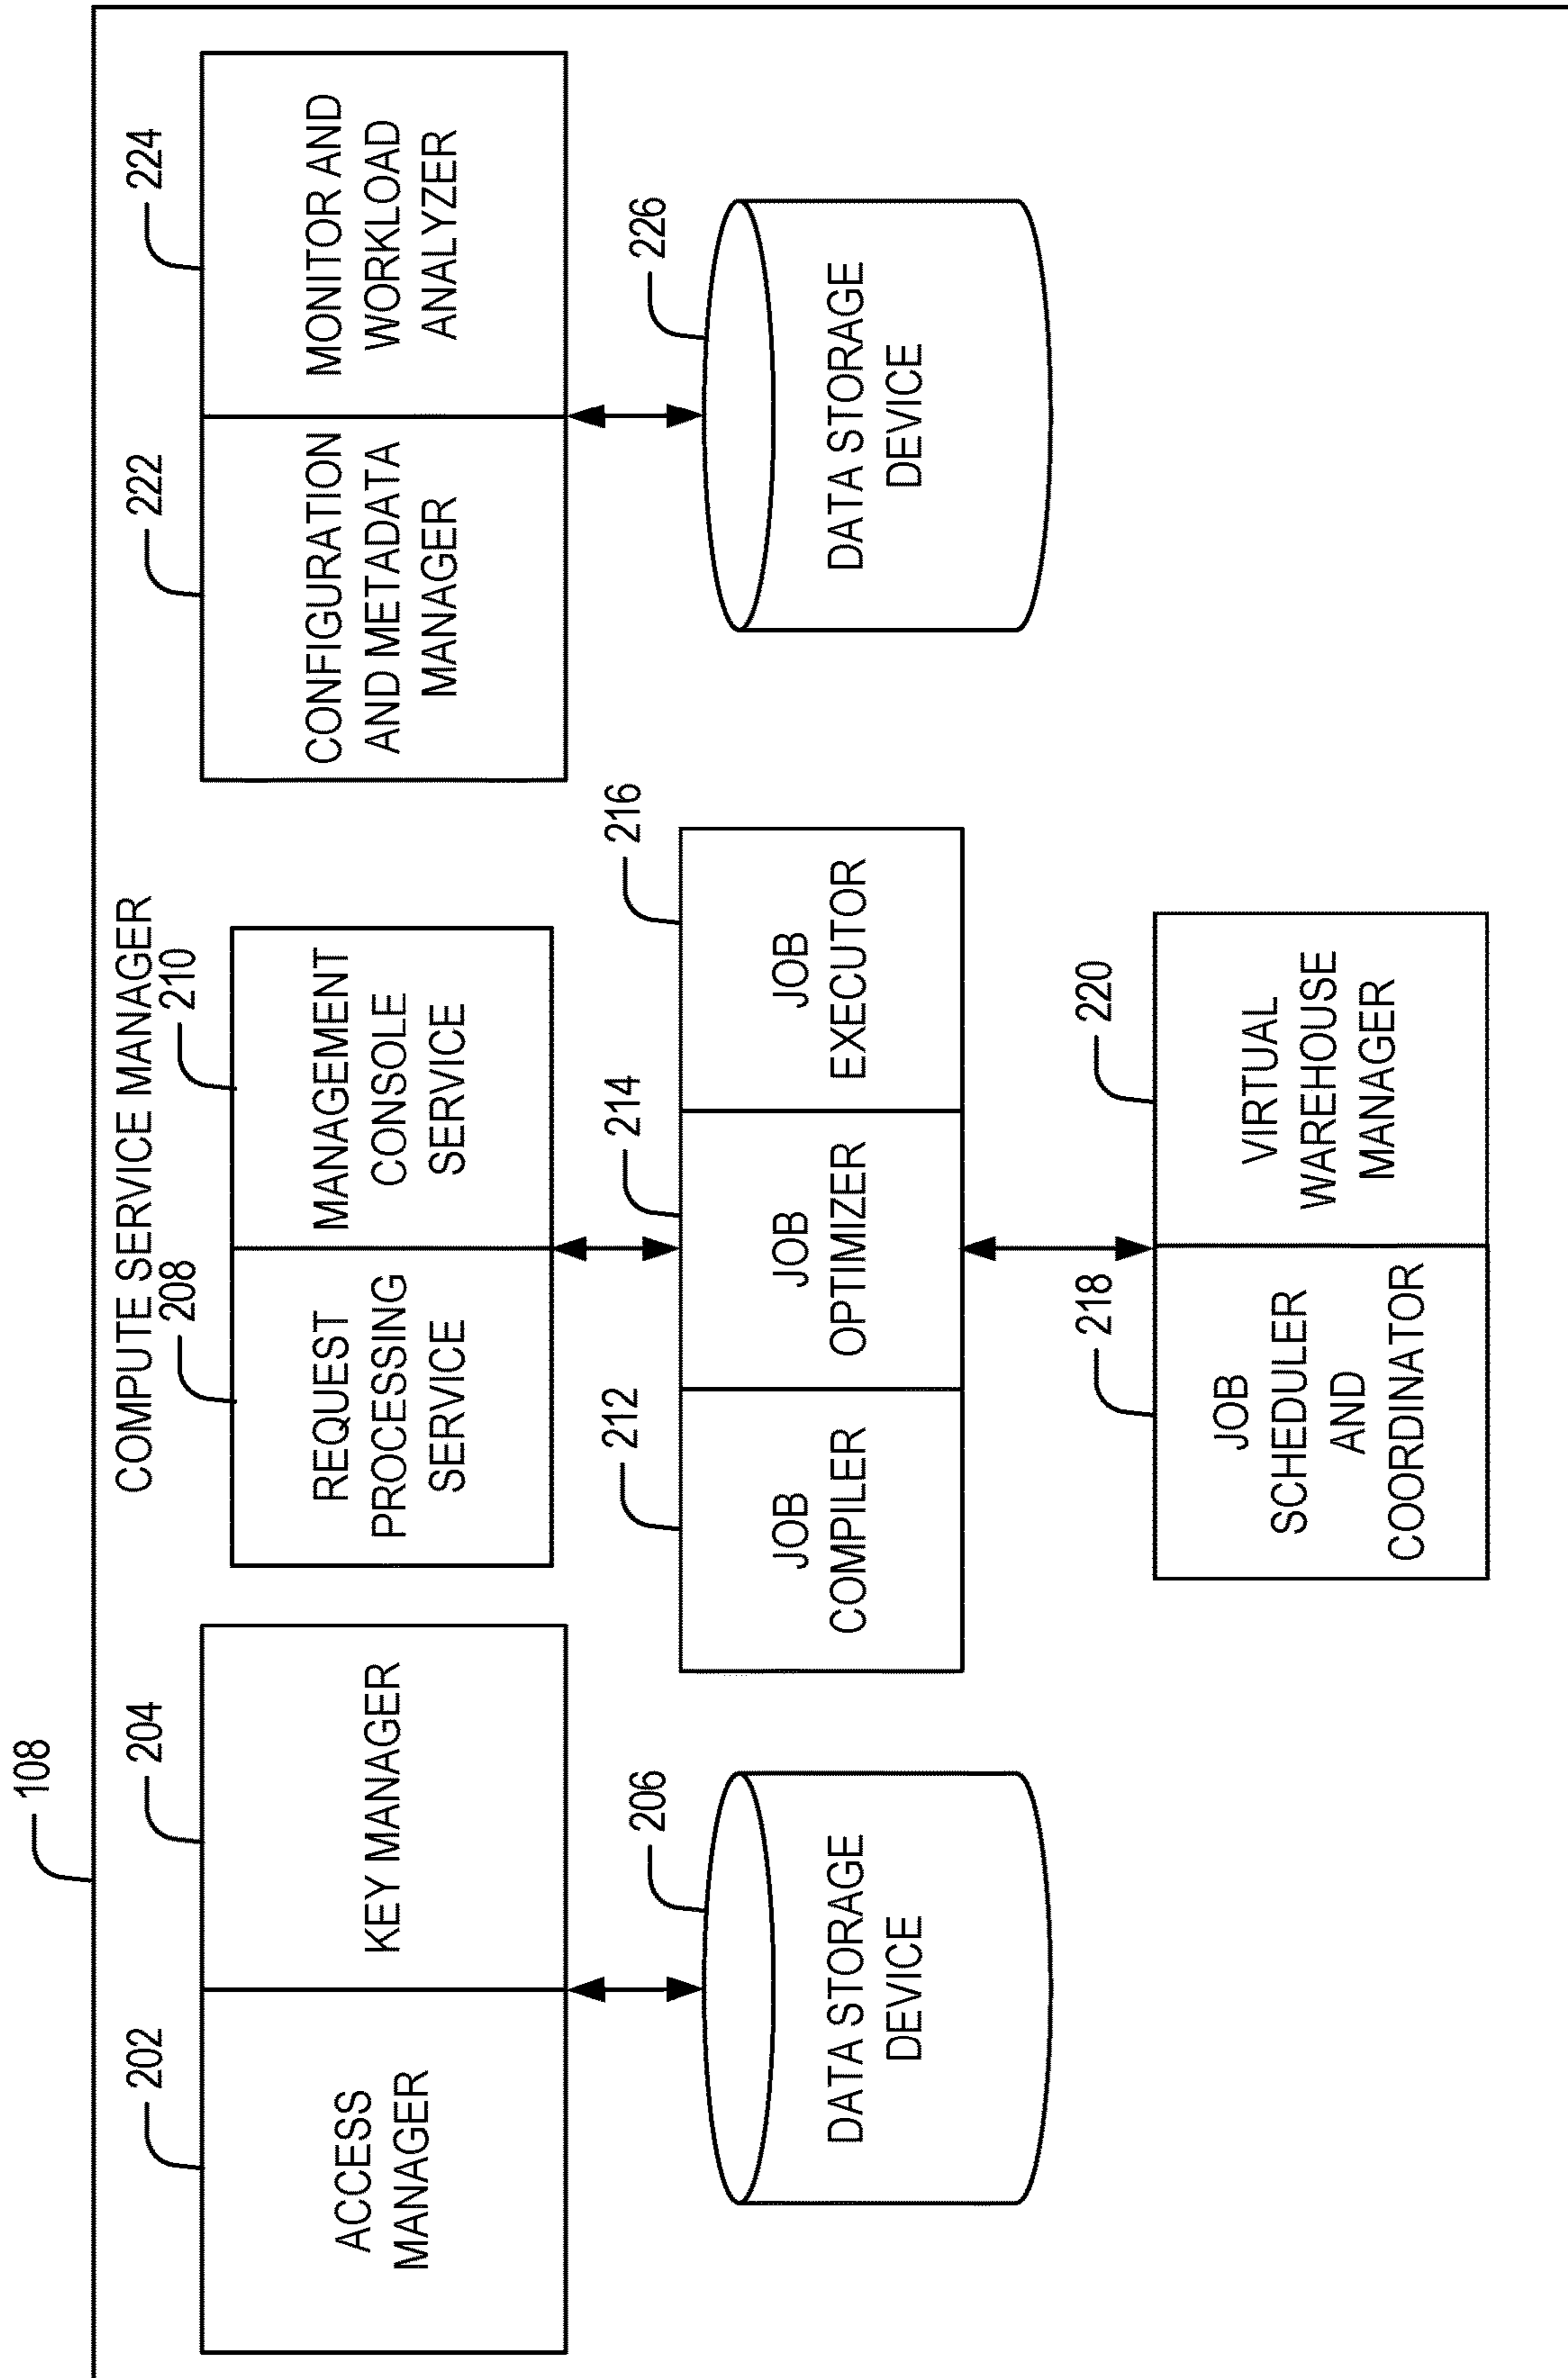 108
COMPUTE SERVICE MANAGER
202
204
208
210
222
224
ACCESS
MANAGER
KEY MANAGER
REQUEST
PROCESSING
SERVICE
MANAGEMENT
CONSOLE
SERVICE
CONFIGURATION
AND METADATA
MANAGER
MONITOR AND
WORKLOAD
ANALYZER
206
212
214
216
226
DATA STORAGE
DEVICE
JOB
COMPILER
JOB
OPTIMIZER
JOB
EXECUTOR
DATA STORAGE
DEVICE
218
220
JOB
SCHEDULER
AND
COORDINATOR
VIRTUAL
WAREHOUSE
MANAGER